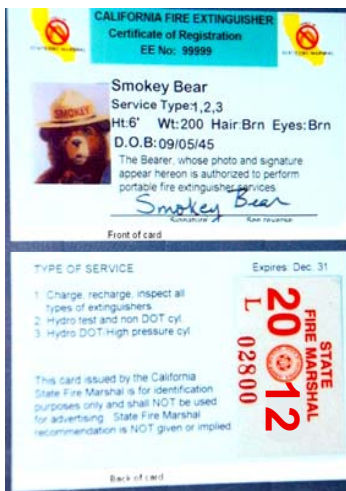 CALIFORNIA FIRE EXTINGUISHER
Certificate of Registration
EE No: 99999
STATE FIRE MARSHAL
SMOKEY
Smokey Bear
Service Type:1,2,3
Ht:6' Wt:200 Hair:Brn Eyes:Brn
D.O.B:09/05/45
The Bearer, whose photo and signature
appear hereon is authorized to perform
portable fire extinguisher services
Smokey Bear
Signature See reverse
Front of card
TYPE OF SERVICE
Expires: Dec. 31
1 Charge, recharge, inspect all
types of extinguishers
2 Hydro test and non DOT cyl.
3 Hydro DOT High pressure cyl
This card issued by the California
State Fire Marshal is for identification
purposes only and shall NOT be used
for advertising. State Fire Marshal
recommendation is NOT given or implied.
STATE
FIRE MARSHAL
20 12
L 02800
Back of card